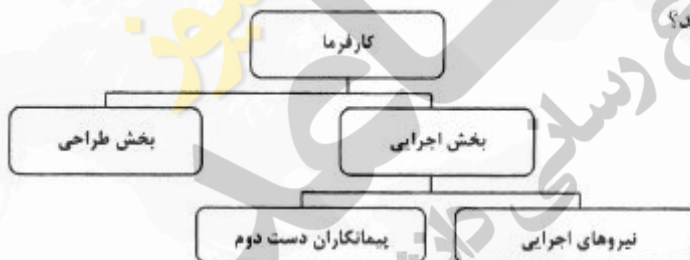 کارفرما
بخش اجرایی
بخش طراحی
نیروهای اجرایی
پیمانکاران دست دوم